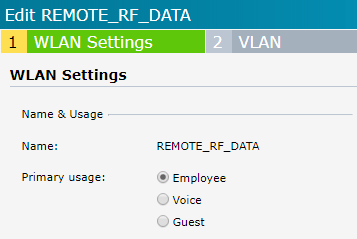 Edit REMOTE_RF_DATA
1 WLAN Settings 2 VLAN
WLAN Settings
Name & Usage
Name: REMOTE_RF_DATA
Primary usage: Employee
Voice
Guest